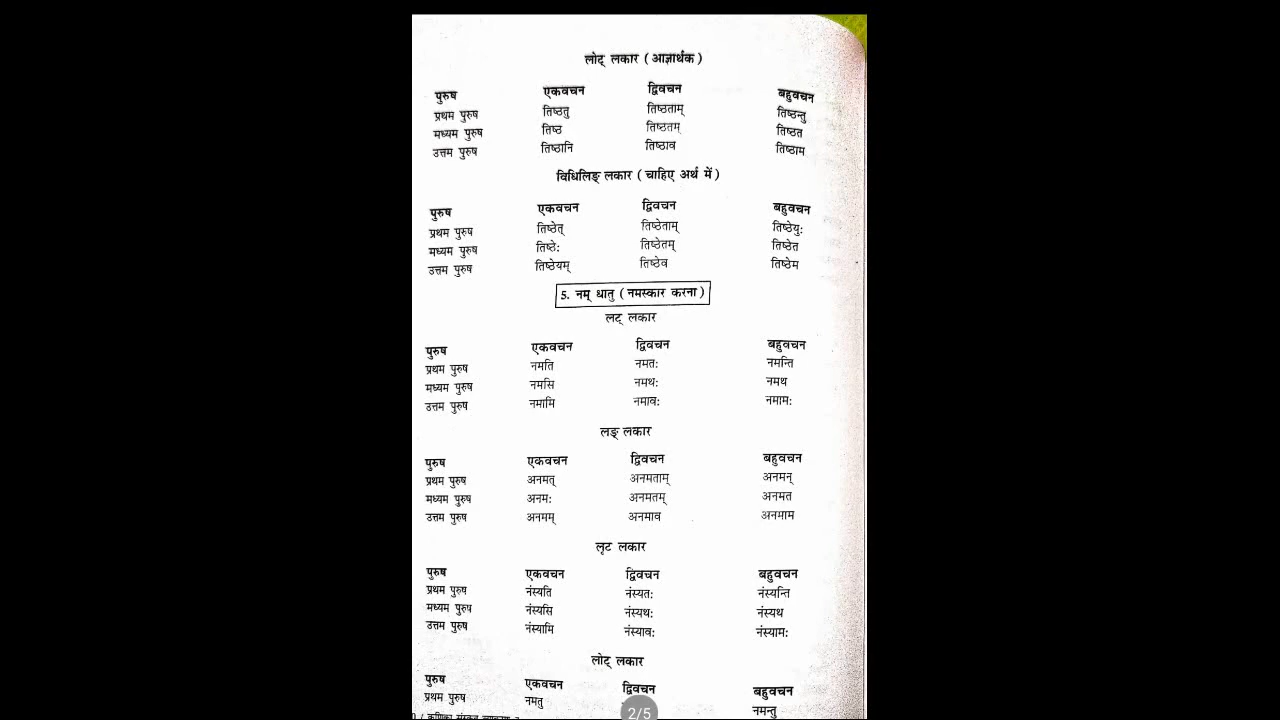 लोट् लकार ( आज्ञार्थक )
पुरुष एकवचन द्विवचन बहुवचन
प्रथम पुरुष तिष्ठतु तिष्ठताम् तिष्ठन्तु
मध्यम पुरुष तिष्ठ तिष्ठतम् तिष्ठत
उत्तम पुरुष तिष्ठानि तिष्ठाव तिष्ठाम
विधिलिङ् लकार ( चाहिए अर्थ में )
पुरुष एकवचन द्विवचन बहुवचन
प्रथम पुरुष तिष्ठेत् तिष्ठेताम् तिष्ठेयुः
मध्यम पुरुष तिष्ठेः तिष्ठेतम् तिष्ठेत
उत्तम पुरुष तिष्ठेयम् तिष्ठेव तिष्ठेम
5. नम् धातु ( नमस्कार करना )
लट् लकार
पुरुष एकवचन द्विवचन बहुवचन
प्रथम पुरुष नमति नमतः नमन्ति
मध्यम पुरुष नमसि नमथः नमथ
उत्तम पुरुष नमामि नमावः नमामः
लङ् लकार
पुरुष एकवचन द्विवचन बहुवचन
प्रथम पुरुष अनमत् अनमताम् अनमन्
मध्यम पुरुष अनमः अनमतम् अनमत
उत्तम पुरुष अनमम् अनमाव अनमाम
लृट लकार
पुरुष एकवचन द्विवचन बहुवचन
प्रथम पुरुष नंस्यति नंस्यतः नंस्यन्ति
मध्यम पुरुष नंस्यसि नंस्यथः नंस्यथ
उत्तम पुरुष नंस्यामि नंस्यावः नंस्यामः
लोट् लकार
पुरुष एकवचन द्विवचन बहुवचन
प्रथम पुरुष नमतु नमन्तु
2/5